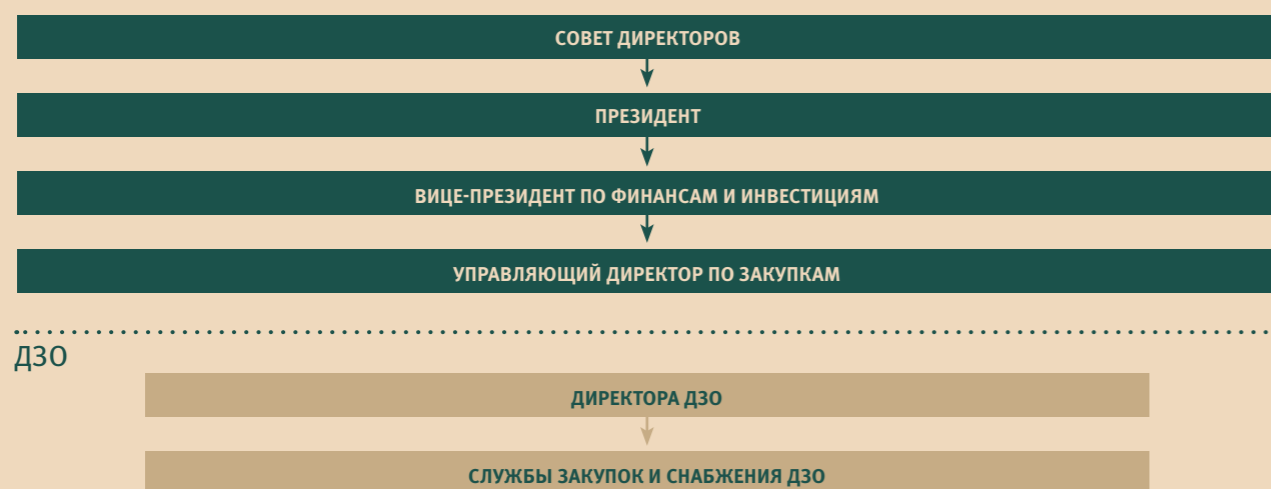 СОВЕТ ДИРЕКТОРОВ
ПРЕЗИДЕНТ
ВИЦЕ-ПРЕЗИДЕНТ ПО ФИНАНСАМ И ИНВЕСТИЦИЯМ
УПРАВЛЯЮЩИЙ ДИРЕКТОР ПО ЗАКУПКАМ
ДЗО
ДИРЕКТОРА ДЗО
СЛУЖБЫ ЗАКУПОК И СНАБЖЕНИЯ ДЗО